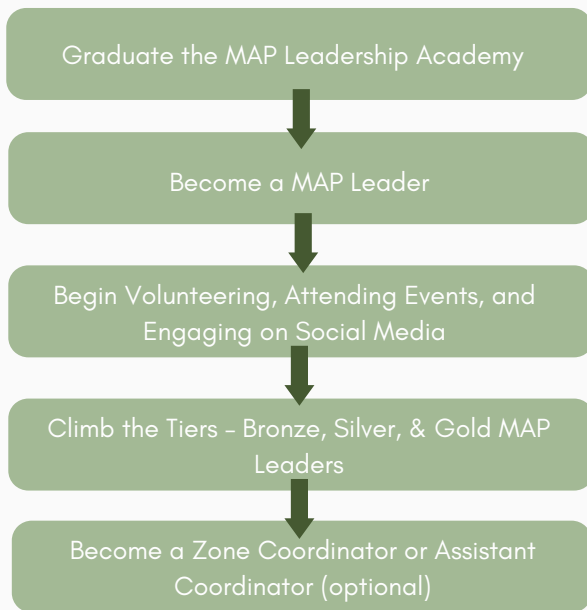 Graduate the MAP Leadership Academy
Become a MAP Leader
Begin Volunteering, Attending Events, and
Engaging on Social Media
Climb the Tiers - Bronze, Silver, & Gold MAP
Leaders
Become a Zone Coordinator or Assistant
Coordinator (optional)